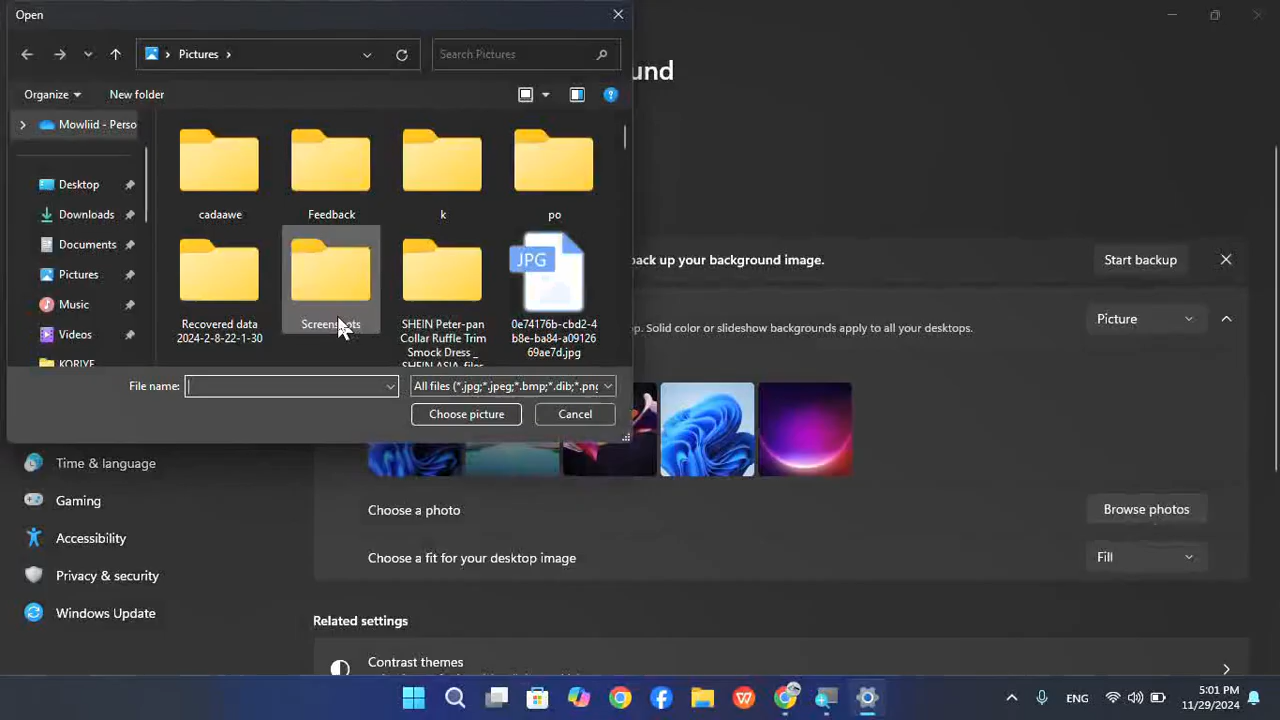 Open
Pictures
Search Pictures
Organize
New folder
Mowliid - Perso
Desktop
Downloads
Documents
Pictures
Music
Videos
KORIYE
cadaawe
Feedback
k
po
Recovered data
2024-2-8-22-1-30
Screenshots
SHEIN Peter-pan
Collar Ruffle Trim
Smock Dress _
SHEIN ASIA_files
JPG
0e74176b-cbd2-4
b8e-ba84-a09126
69ae7d.jpg
File name:
All files (*.jpg;*.jpeg;*.bmp;*.dib;*.pnç
Choose picture
Cancel
und
back up your background image.
Start backup
op. Solid color or slideshow backgrounds apply to all your desktops.
Picture
Time & language
Gaming
Accessibility
Privacy & security
Windows Update
Choose a photo
Browse photos
Choose a fit for your desktop image
Fill
Related settings
Contrast themes
ENG
5:01 PM
11/29/2024